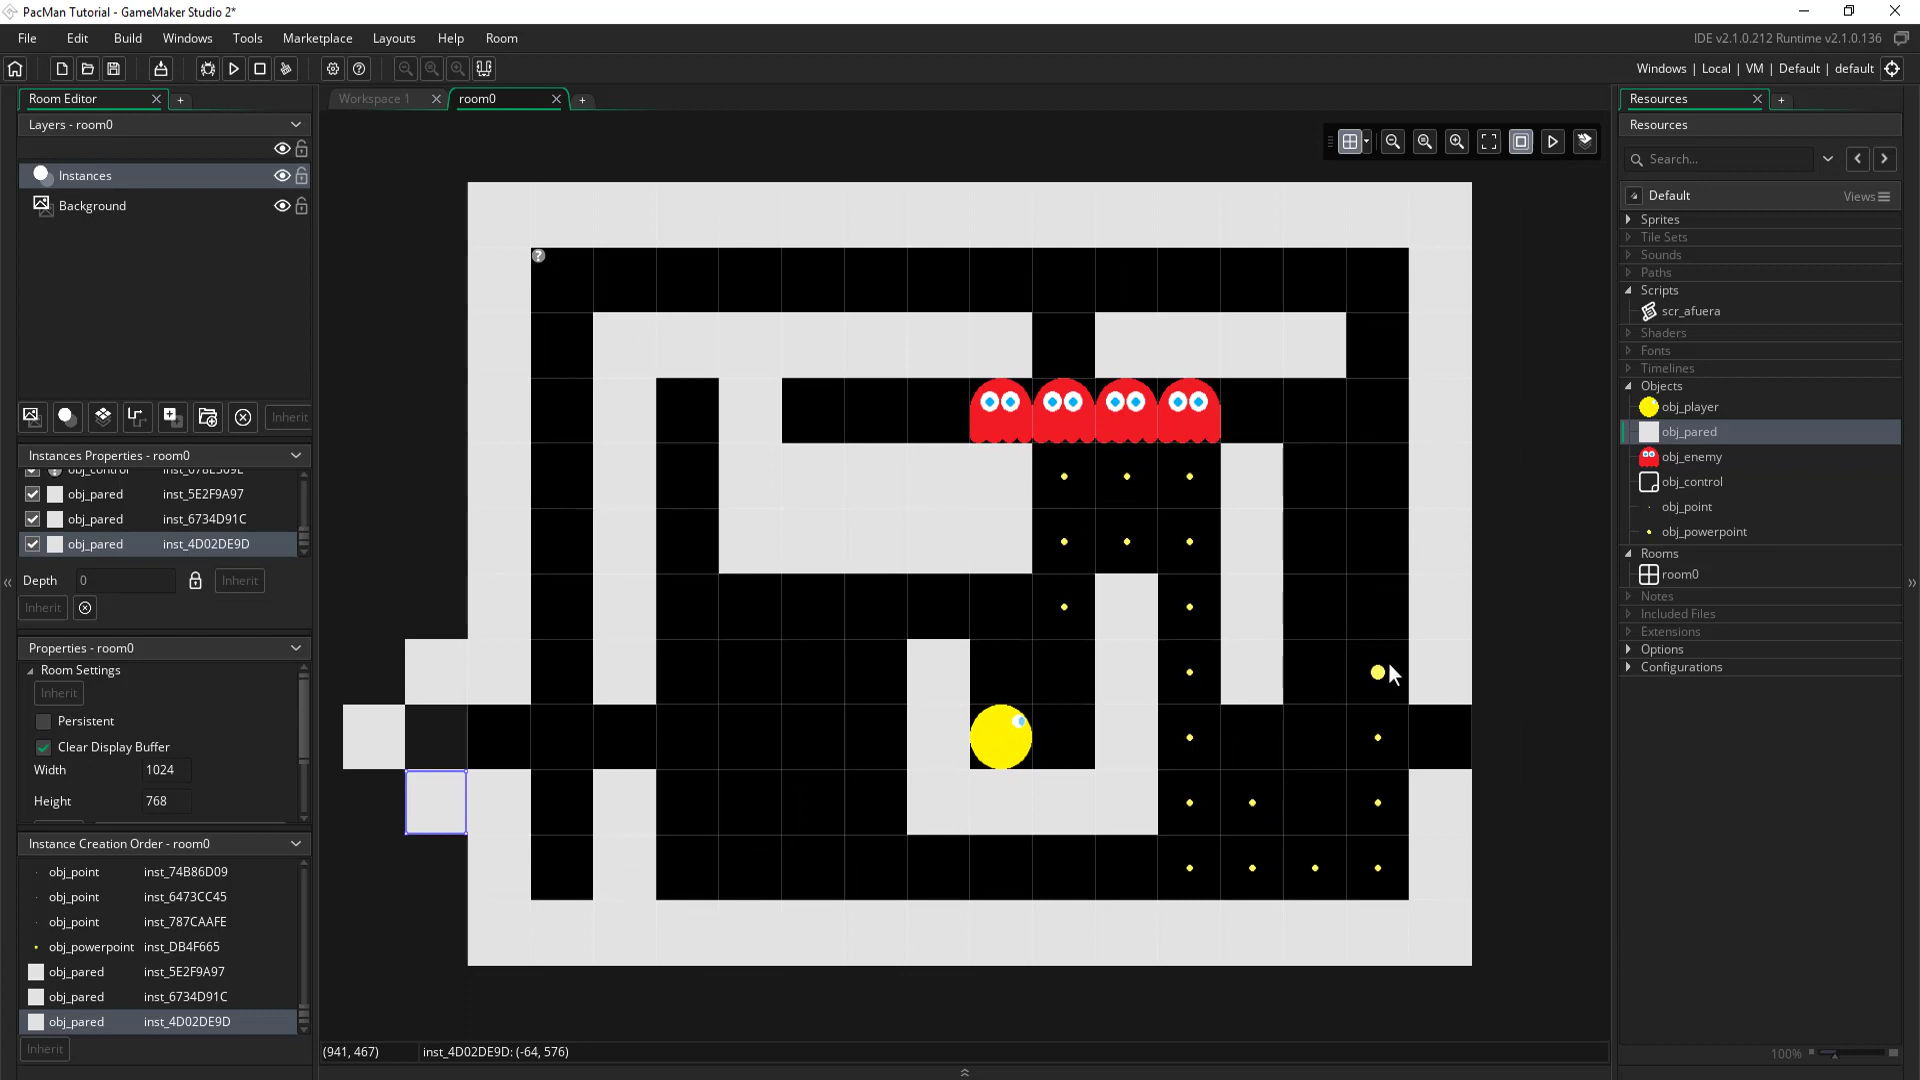 PacMan Tutorial - GameMaker Studio 2*
File Edit Build Windows Tools Marketplace Layouts Help Room
IDE v2.1.0.212 Runtime v2.1.0.136
Windows | Local | VM | Default | default
Room Editor
Workspace 1
room0
Resources
Layers - room0
Resources
Search...
Instances
Background
Default
Views
Sprites
Tile Sets
Sounds
Paths
Scripts
scr_afuera
Shaders
Fonts
Timelines
Objects
obj_player
obj_pared
obj_enemy
obj_control
obj_point
obj_powerpoint
Rooms
room0
Notes
Included Files
Extensions
Options
Configurations
Inherit
Instances Properties - room0
obj_control
obj_pared inst_5E2F9A97
obj_pared inst_6734D91C
obj_pared inst_4D02DE9D
Depth 0 Inherit
Inherit
Properties - room0
Room Settings
Inherit
Persistent
Clear Display Buffer
Width 1024
Height 768
Instance Creation Order - room0
obj_point inst_74B86D09
obj_point inst_6473CC45
obj_point inst_787CAAFE
obj_powerpoint inst_DB4F665
obj_pared inst_5E2F9A97
obj_pared inst_6734D91C
obj_pared inst_4D02DE9D
Inherit
(941, 467) inst_4D02DE9D: (-64, 576)
100%